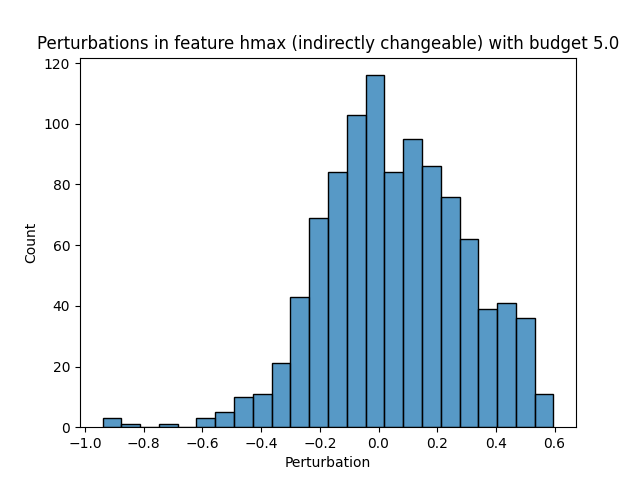 Perturbations in feature hmax (indirectly changeable) with budget 5.0
120
100
80
60
40
20
0
Count
−1.0 −0.8 −0.6 −0.4 −0.2 0.0 0.2 0.4 0.6
Perturbation